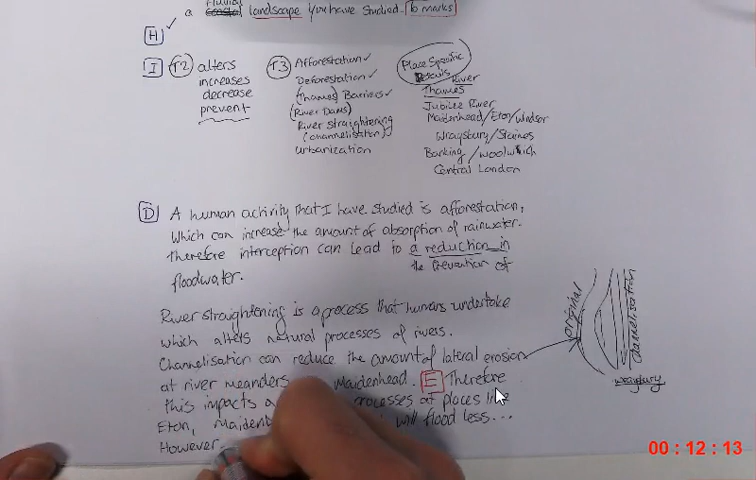 fluvial
a coastal landscape you have studied. [6 marks]
H ✓
I T2 alters
increases
decrease
prevent
T3 Afforestation ✓
Deforestation ✓
(Thames) Barriers ✓
(River Dams)
River straightening
(channelisation)
urbanization
Place Specific
Details River
Thames
Jubilee River
Maidenhead/Eton/Windsor
Wraysbury/Staines
Barking/Woolwich
Central London
D A human activity that I have studied is afforestation,
which can increase the amount of absorption of rainwater.
Therefore interception can lead to a reduction in
the prevention of
floodwater.
River straightening is a process that humans undertake
which alters natural processes of rivers.
Channelisation can reduce the amount of lateral erosion
at river meanders Maidenhead. E Therefore
this impacts processes at places like
Eton, will flood less...
However
original
channelisation
wraysbury
00:12:13